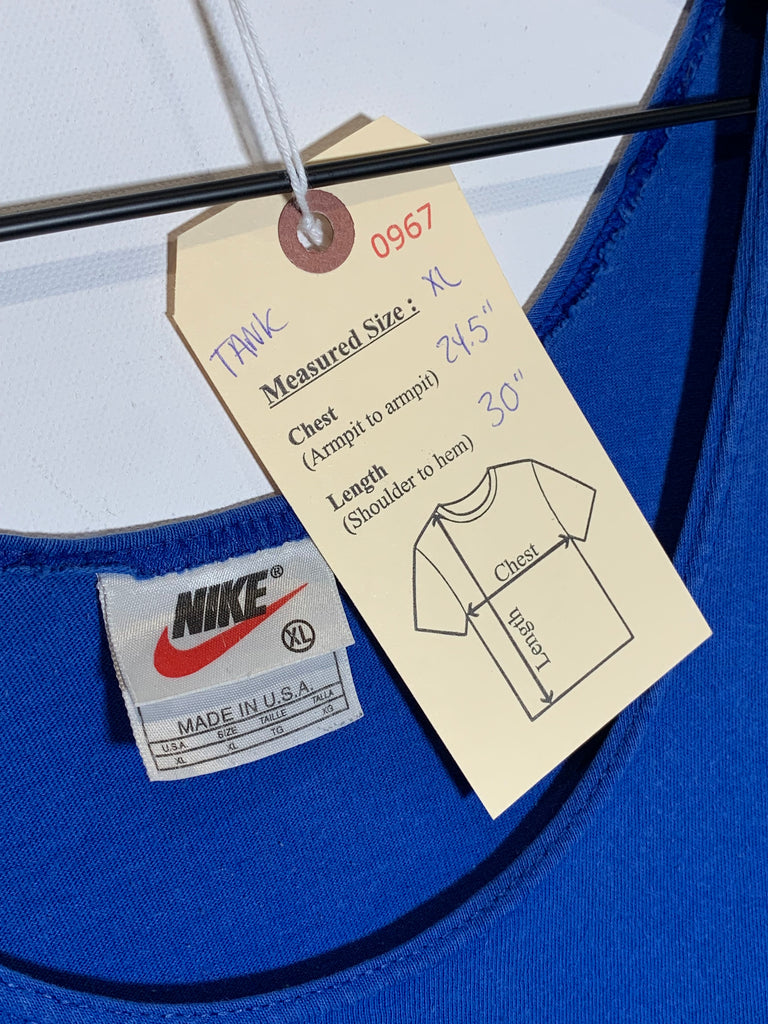 0967
TANK
Measured Size : XL
Chest 24.5"
(Armpit to armpit)
Length 30"
(Shoulder to hem)
Chest
Length
NIKE®
XL
MADE IN U.S.A.
U.S.A SIZE TAILLE TALLA
XL XL TG XG